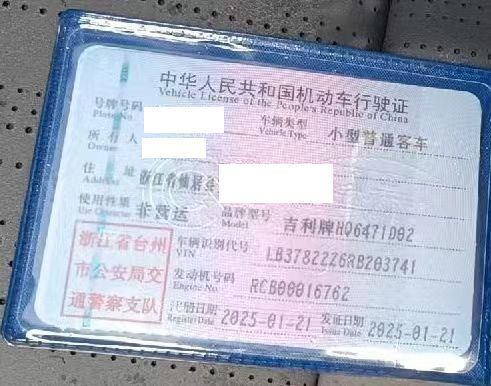 中华人民共和国机动车行驶证
Vehicle License of the People's Republic of China
号牌号码
Plate No.
车辆类型
Vehicle Type
小型普通客车
所有人
Owner
住址
Address
浙江省仙居县
使用性质
Use Character
非营运
品牌型号
Model
吉利牌HQ6471D02
浙江省台州
市公安局交
通警察支队
车辆识别代号
VIN
LB3782226RB203741
发动机号码
Engine No.
RCB00016762
注册日期
Register Date
2025-01-21
发证日期
Issue Date
2025-01-21